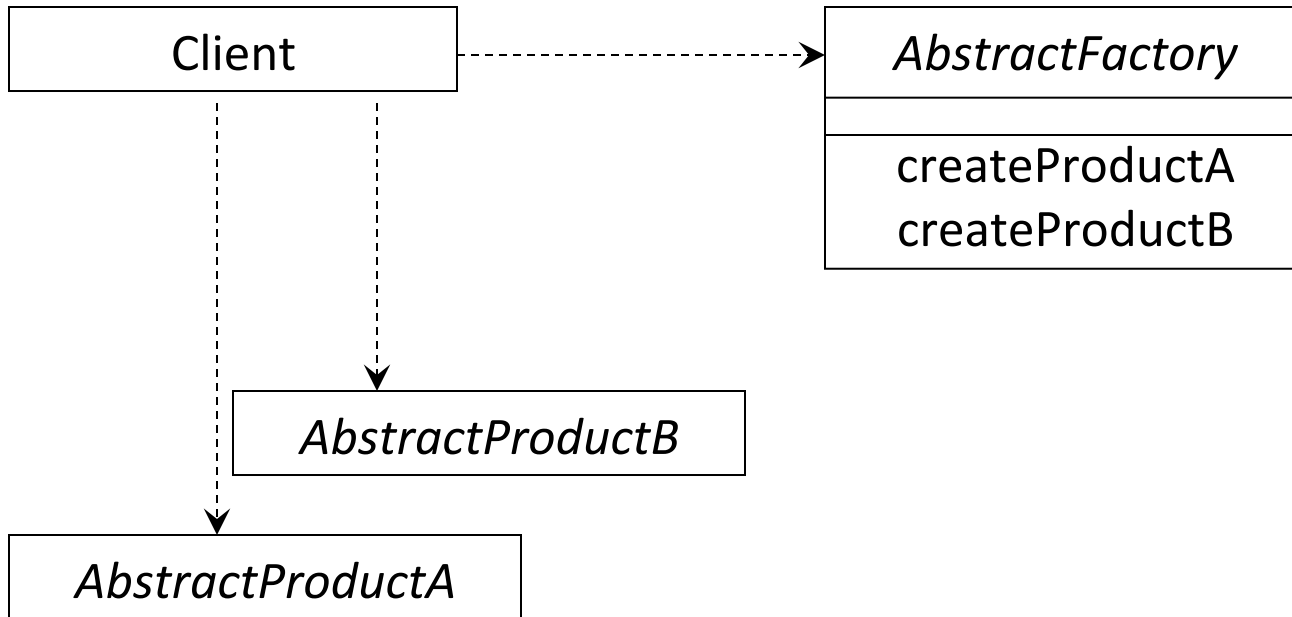 Client
AbstractFactory
createProductA
createProductB
AbstractProductB
AbstractProductA